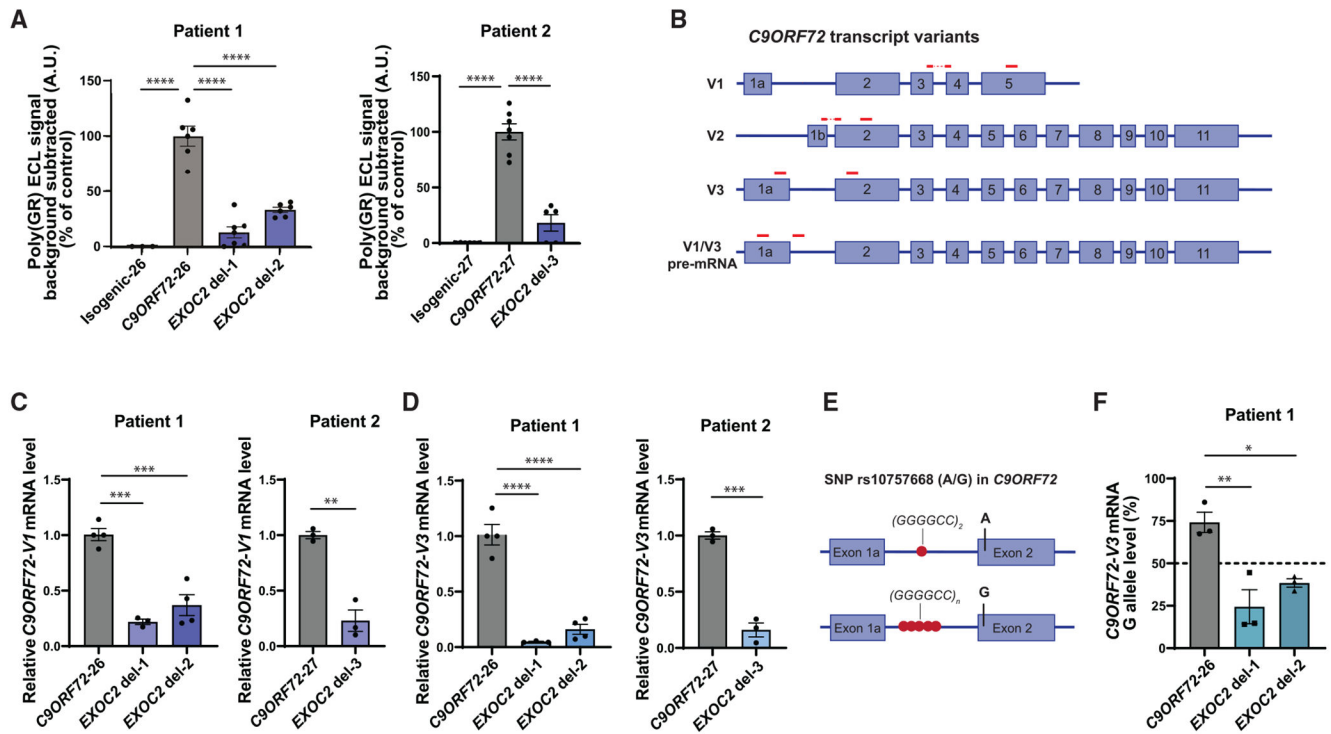 A
Patient 1
Poly(GR) ECL signal
background subtracted (A.U.)
(% of control)
150
100
50
0
****
****
****
Isogenic-26
C9ORF72-26
EXOC2 del-1
EXOC2 del-2
Patient 2
Poly(GR) ECL signal
background subtracted (A.U.)
(% of control)
150
100
50
0
****
****
Isogenic-27
C9ORF72-27
EXOC2 del-3
B
C9ORF72 transcript variants
V1
1a 2 3 4 5
V2
1b 2 3 4 5 6 7 8 9 10 11
V3
1a 2 3 4 5 6 7 8 9 10 11
V1/V3
pre-mRNA
1a 2 3 4 5 6 7 8 9 10 11
C
Patient 1
Relative C9ORF72-V1 mRNA level
1.5
1.0
0.5
0.0
***
***
C9ORF72-26
EXOC2 del-1
EXOC2 del-2
Patient 2
Relative C9ORF72-V1 mRNA level
1.5
1.0
0.5
0.0
**
C9ORF72-27
EXOC2 del-3
D
Patient 1
Relative C9ORF72-V3 mRNA level
1.5
1.0
0.5
0.0
****
****
C9ORF72-26
EXOC2 del-1
EXOC2 del-2
Patient 2
Relative C9ORF72-V3 mRNA level
1.5
1.0
0.5
0.0
***
C9ORF72-27
EXOC2 del-3
E
SNP rs10757668 (A/G) in C9ORF72
(GGGGCC)2
A
Exon 1a
Exon 2
(GGGGCC)n
G
Exon 1a
Exon 2
F
Patient 1
C9ORF72-V3 mRNA
G allele level (%)
100
75
50
25
0
*
**
C9ORF72-26
EXOC2 del-1
EXOC2 del-2